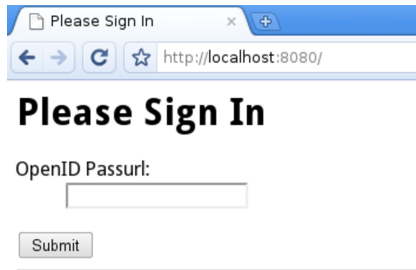 Please Sign In
http://localhost:8080/
Please Sign In
OpenID Passurl:
Submit